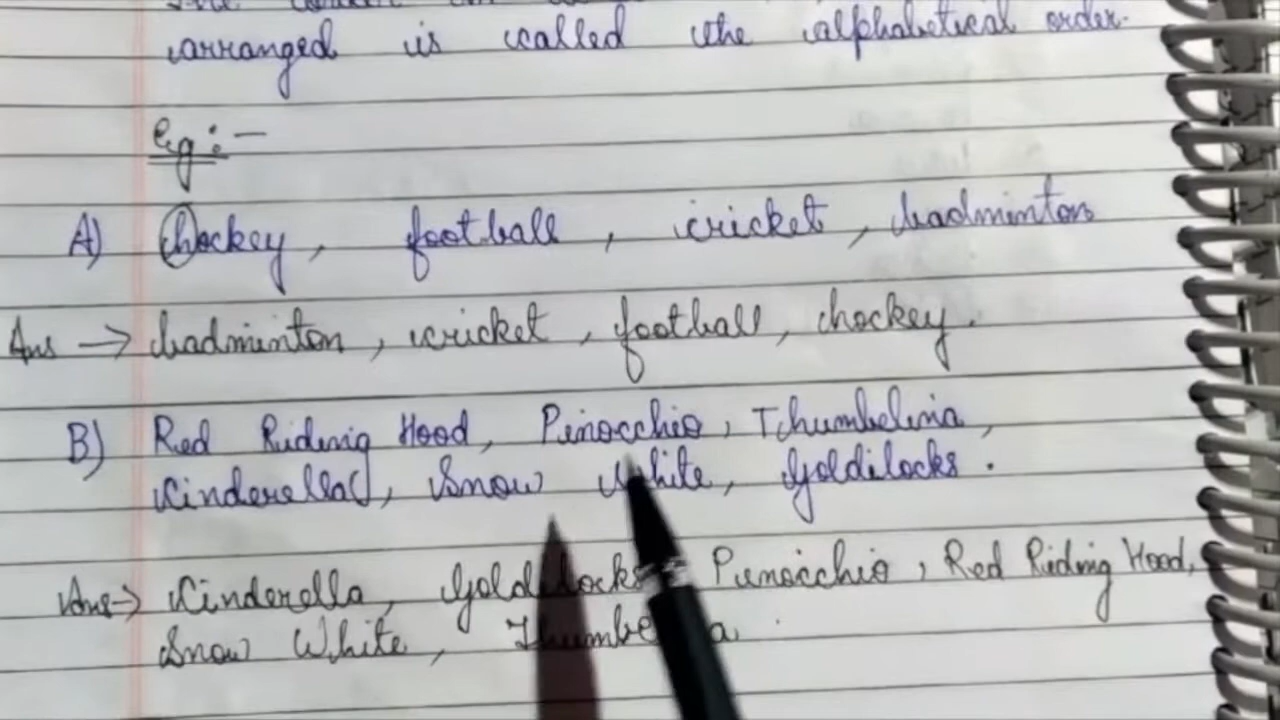 arranged is called the alphabetical order.
eg:-
A) hockey, football, cricket, badminton
Ans → badminton, cricket, football, hockey.
B) Red Riding Hood, Pinocchio, Thumbelina,
Cinderella, Snow White, Goldilocks.
Ans → Cinderella, Goldilocks, Pinocchio, Red Riding Hood,
Snow White, Thumbelina.